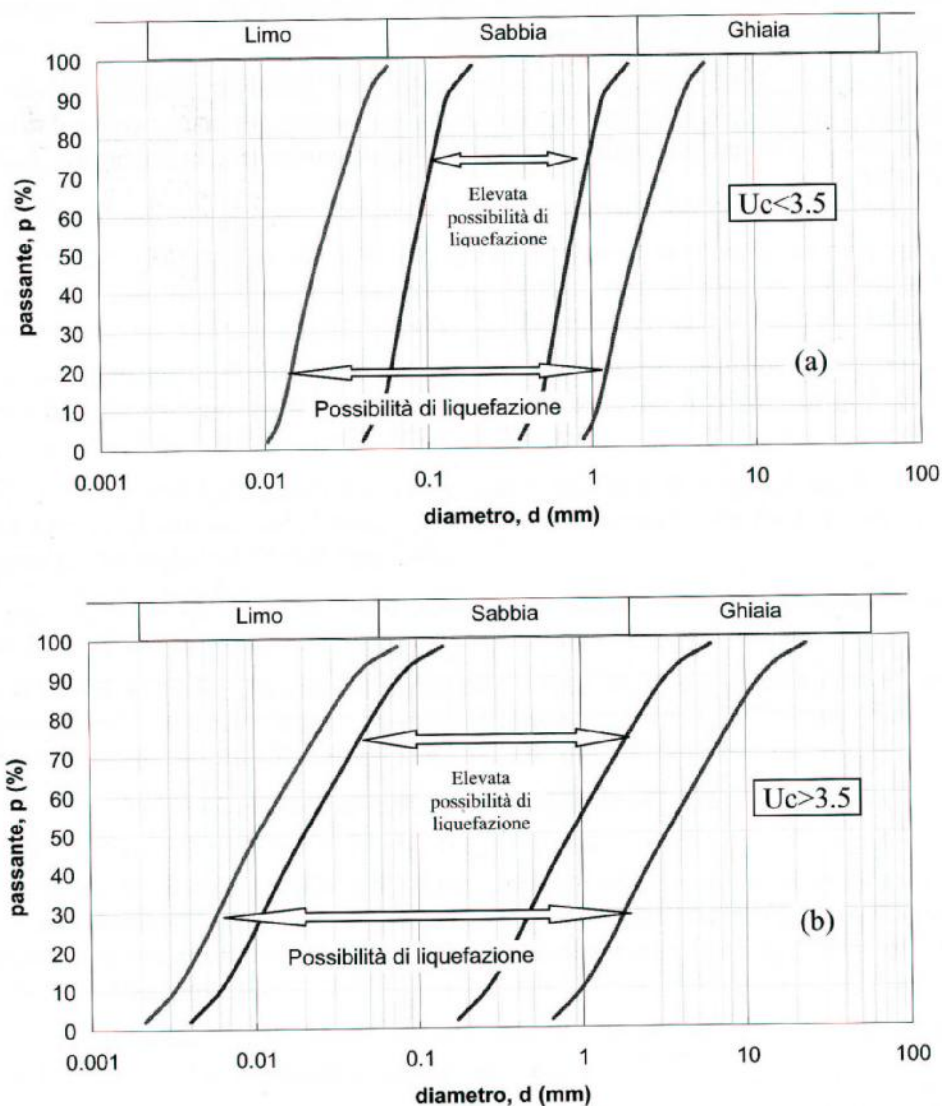 Limo Sabbia Ghiaia
100
90
80
70
60
50
40
30
20
10
0
passante, p (%)
Elevata
possibilità di
liquefazione
Uc<3.5
(a)
Possibilità di liquefazione
0.001 0.01 0.1 1 10 100
diametro, d (mm)
Limo Sabbia Ghiaia
100
90
80
70
60
50
40
30
20
10
0
passante, p (%)
Elevata
possibilità di
liquefazione
Uc>3.5
(b)
Possibilità di liquefazione
0.001 0.01 0.1 1 10 100
diametro, d (mm)